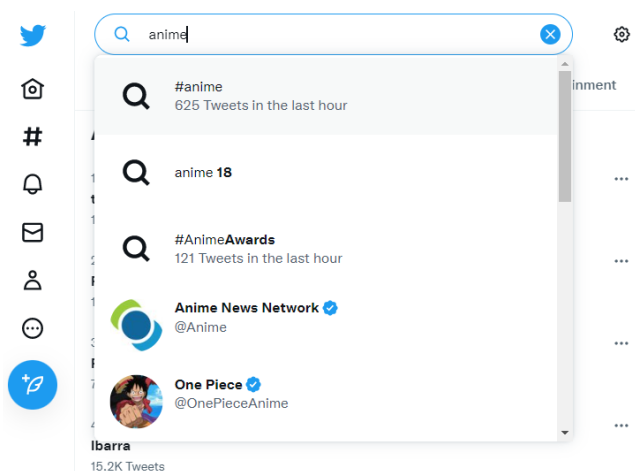 anime
inment
#anime
625 Tweets in the last hour
anime 18
#AnimeAwards
121 Tweets in the last hour
Anime News Network
@Anime
One Piece
@OnePieceAnime
Ibarra
15.2K Tweets